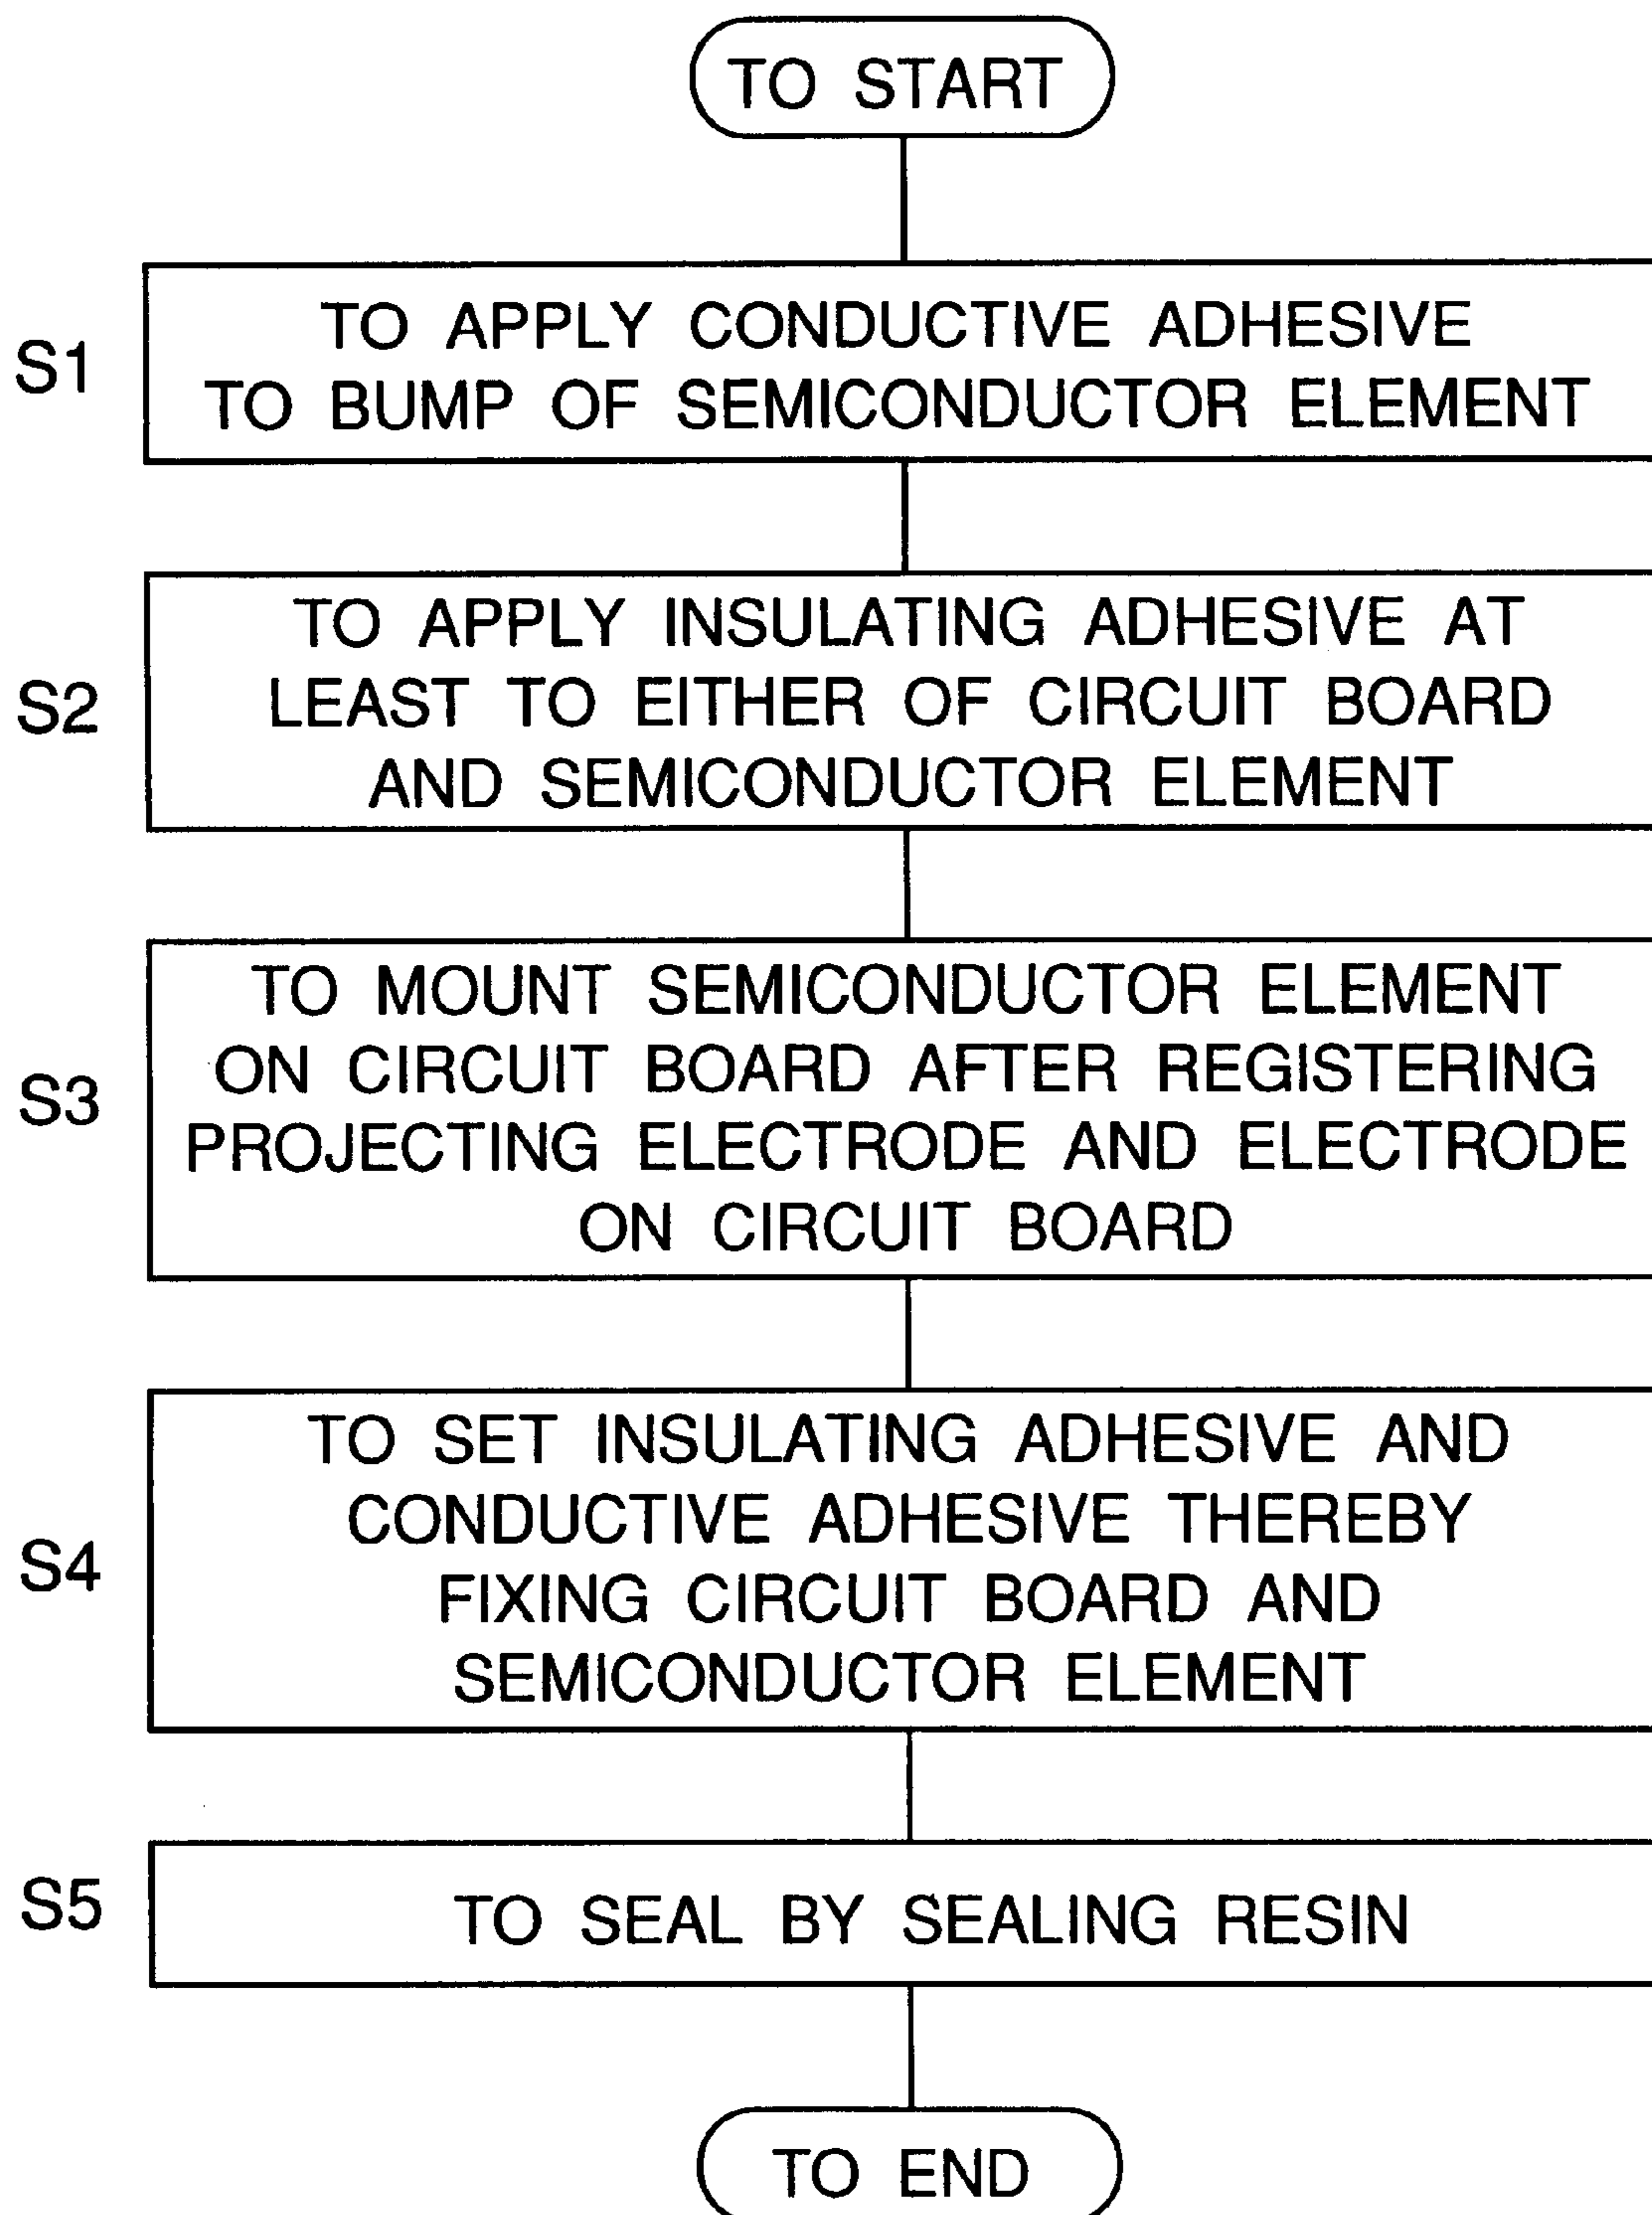 TO START
S1
TO APPLY CONDUCTIVE ADHESIVE
TO BUMP OF SEMICONDUCTOR ELEMENT
S2
TO APPLY INSULATING ADHESIVE AT
LEAST TO EITHER OF CIRCUIT BOARD
AND SEMICONDUCTOR ELEMENT
S3
TO MOUNT SEMICONDUCTOR ELEMENT
ON CIRCUIT BOARD AFTER REGISTERING
PROJECTING ELECTRODE AND ELECTRODE
ON CIRCUIT BOARD
S4
TO SET INSULATING ADHESIVE AND
CONDUCTIVE ADHESIVE THEREBY
FIXING CIRCUIT BOARD AND
SEMICONDUCTOR ELEMENT
S5
TO SEAL BY SEALING RESIN
TO END